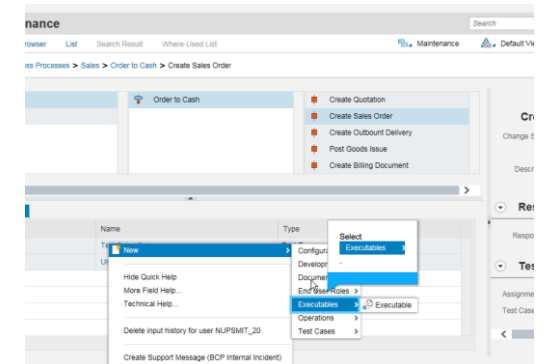 nance
Search
rowser List Search Result Where-Used List Maintenance Default Vie
ss Processes > Sales > Order to Cash > Create Sales Order
Order to Cash
Create Quotation
Create Sales Order
Create Outbound Delivery
Post Goods Issue
Create Billing Document
Cr
Change S
Descr
Res
Respo
Tes
Assignme
Test Case
Name Type
New
Hide Quick Help
More Field Help...
Technical Help...
Delete input history for user NUPSMIT_20
Create Support Message (BCP Internal Incident)
Configura
Developr
Documen
End User Roles >
Executables >
Operations >
Test Cases >
Executable
Select
Executables >
.